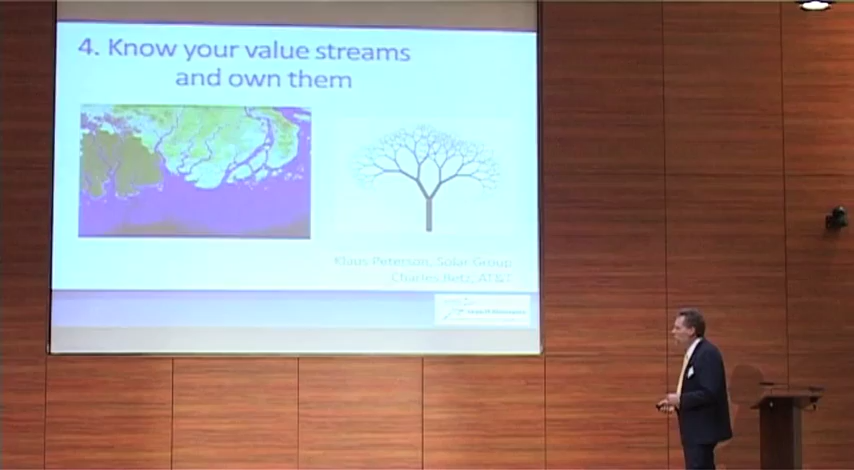 4. Know your value streams
and own them
Klaus Peterson, Solar Group
Charles Betz, AT&T